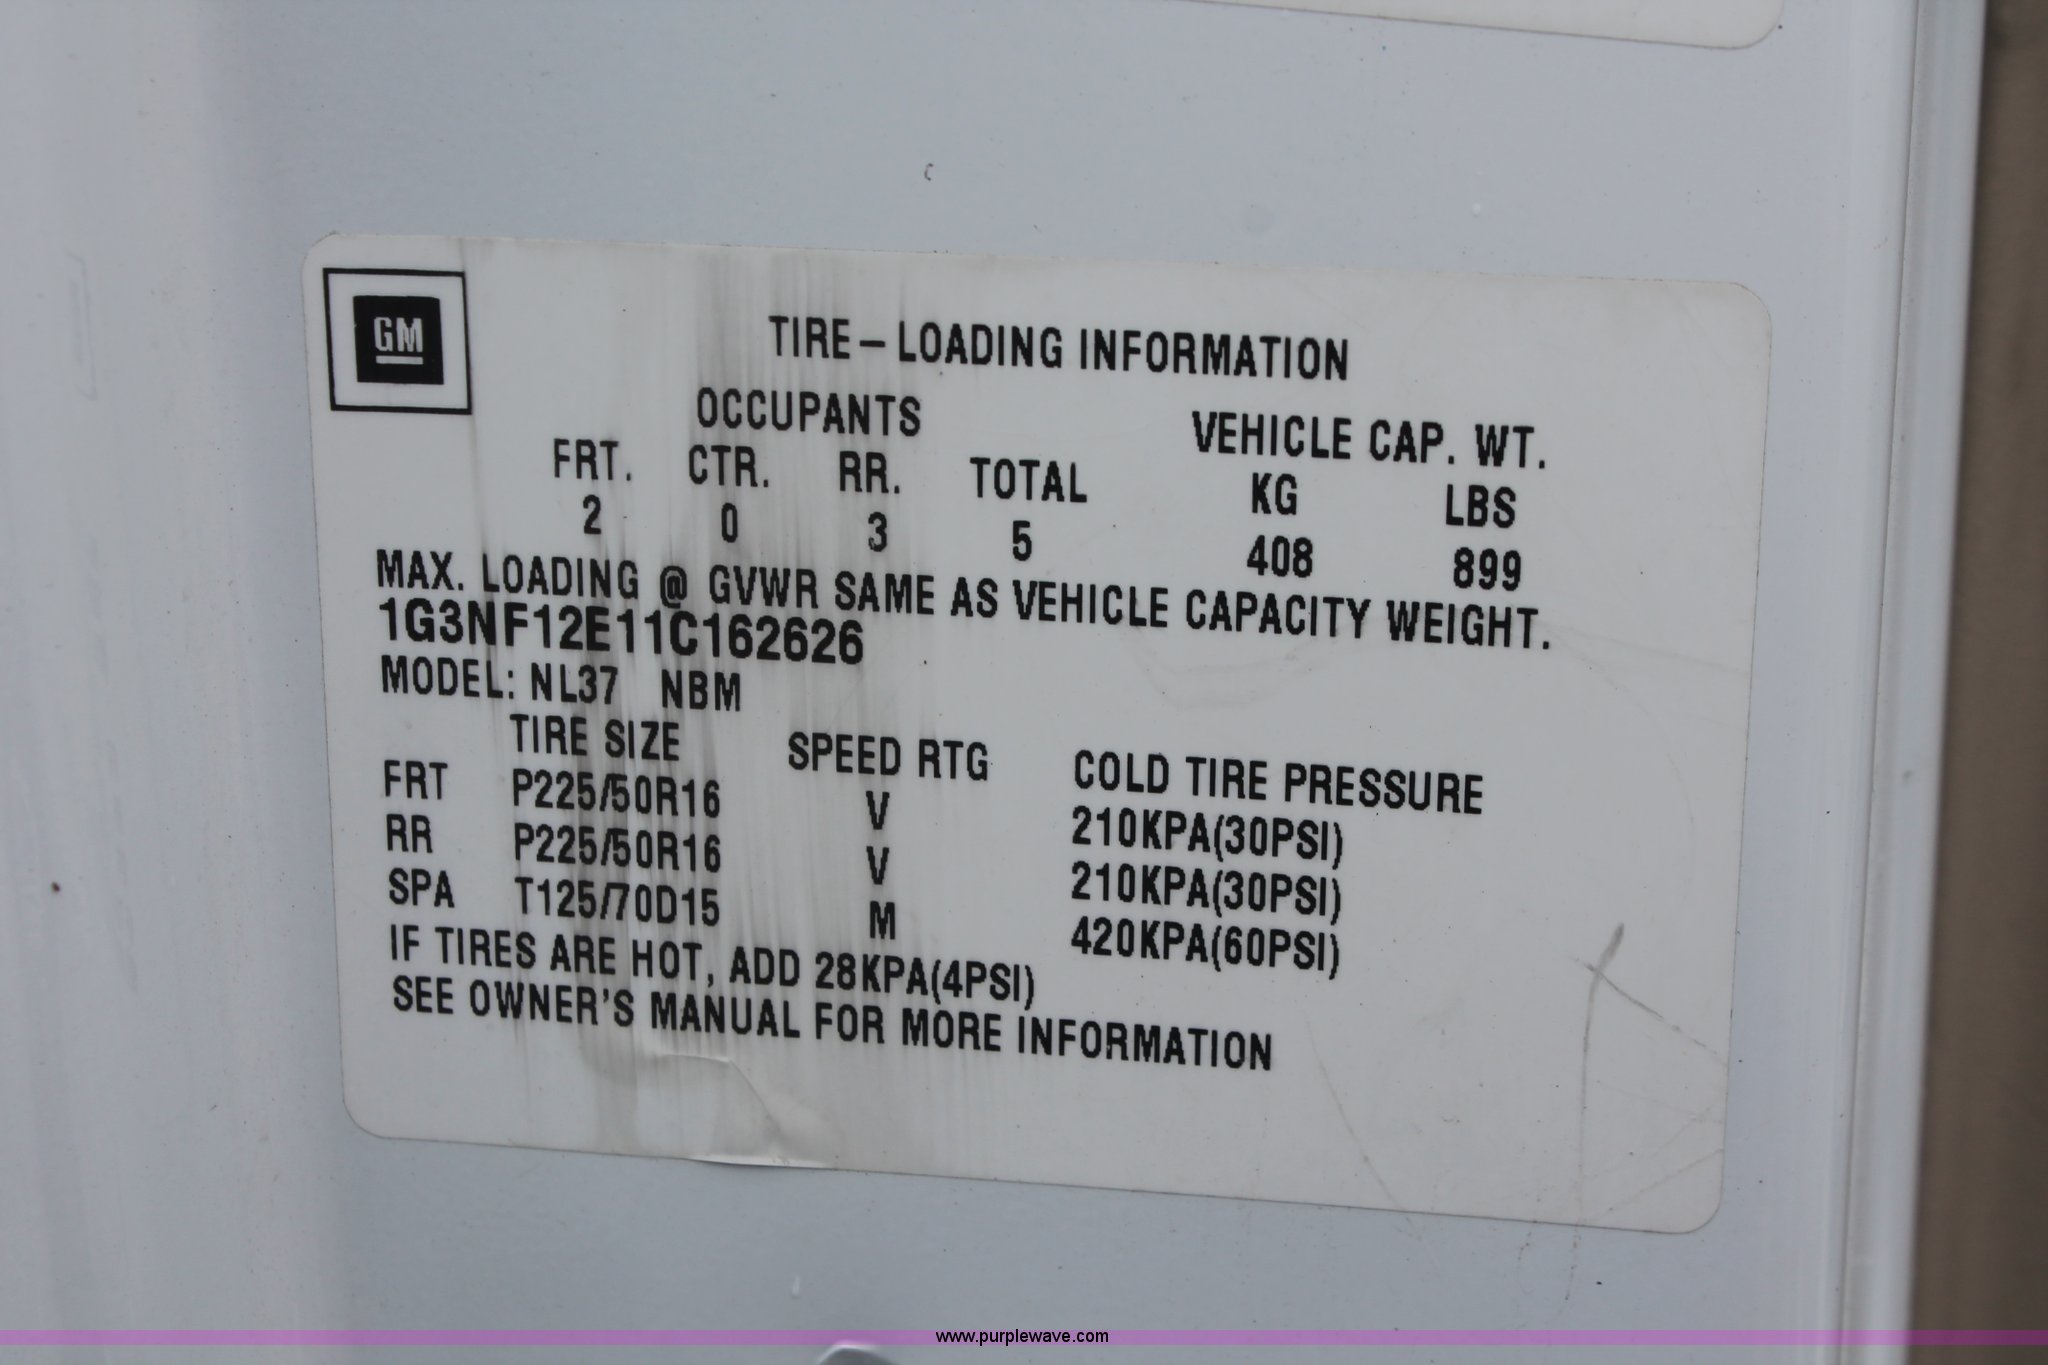 GM
TIRE – LOADING INFORMATION
OCCUPANTS VEHICLE CAP. WT.
FRT. CTR. RR. TOTAL KG LBS
2 0 3 5 408 899
MAX. LOADING @ GVWR SAME AS VEHICLE CAPACITY WEIGHT.
1G3NF12E11C162626
MODEL: NL37 NBM
TIRE SIZE SPEED RTG COLD TIRE PRESSURE
FRT P225/50R16 V 210KPA(30PSI)
RR P225/50R16 V 210KPA(30PSI)
SPA T125/70D15 M 420KPA(60PSI)
IF TIRES ARE HOT, ADD 28KPA(4PSI)
SEE OWNER'S MANUAL FOR MORE INFORMATION
www.purplewave.com